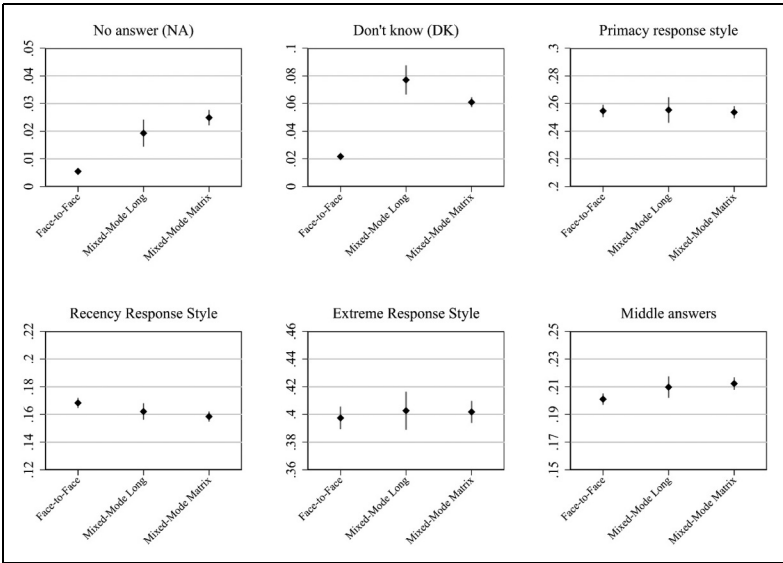 No answer (NA)
.05
.04
.03
.02
.01
0
Face-to-Face
Mixed-Mode Long
Mixed-Mode Matrix
Don't know (DK)
.1
.08
.06
.04
.02
0
Face-to-Face
Mixed-Mode Long
Mixed-Mode Matrix
Primacy response style
.3
.28
.26
.24
.22
.2
Face-to-Face
Mixed-Mode Long
Mixed-Mode Matrix
Recency Response Style
.22
.2
.18
.16
.14
.12
Face-to-Face
Mixed-Mode Long
Mixed-Mode Matrix
Extreme Response Style
.46
.44
.42
.4
.38
.36
Face-to-Face
Mixed-Mode Long
Mixed-Mode Matrix
Middle answers
.25
.23
.21
.19
.17
.15
Face-to-Face
Mixed-Mode Long
Mixed-Mode Matrix